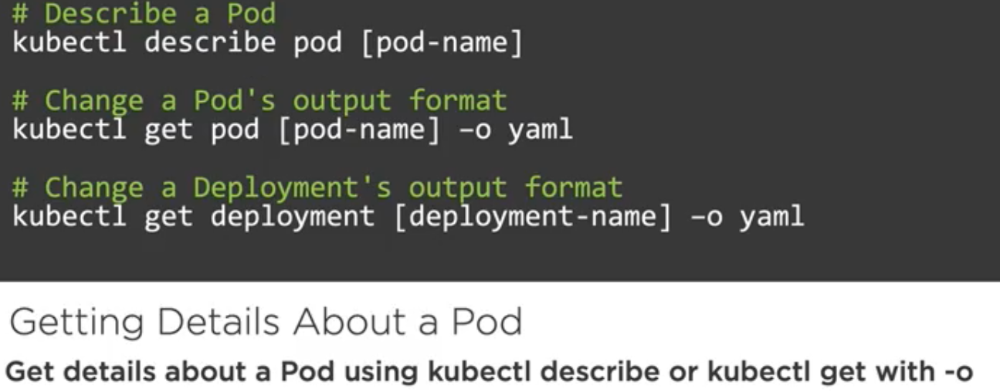 # Describe a Pod
kubectl describe pod [pod-name]
# Change a Pod's output format
kubectl get pod [pod-name] –o yaml
# Change a Deployment's output format
kubectl get deployment [deployment-name] –o yaml
Getting Details About a Pod
Get details about a Pod using kubectl describe or kubectl get with -o